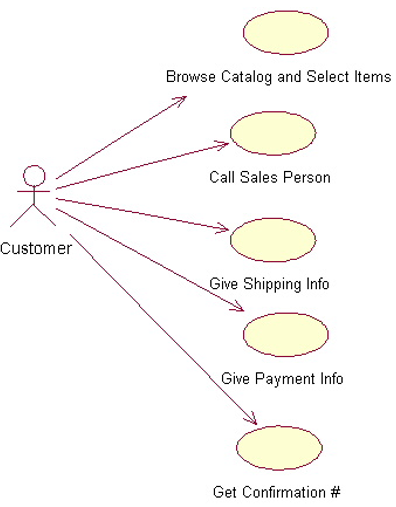 Browse Catalog and Select Items
Call Sales Person
Customer
Give Shipping Info
Give Payment Info
Get Confirmation #